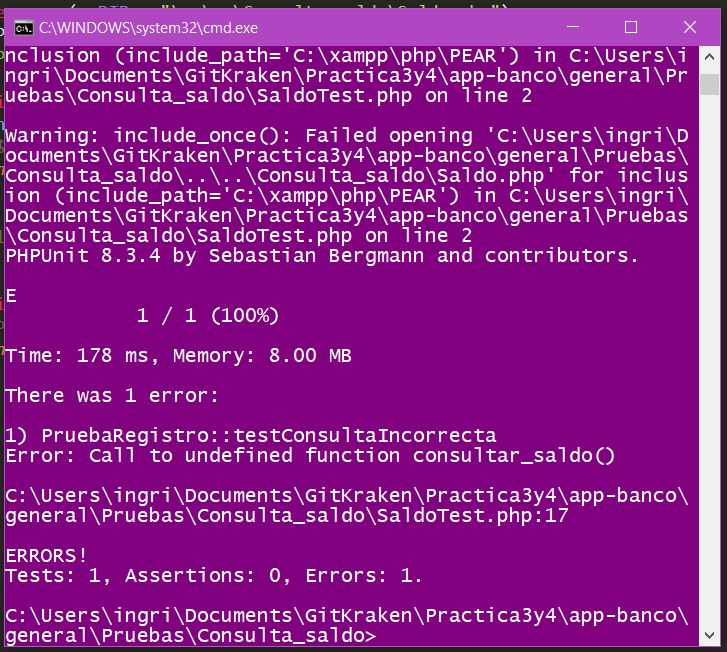 C:\WINDOWS\system32\cmd.exe
nclusion (include_path='C:\xampp\php\PEAR') in C:\Users\i
ngri\Documents\GitKraken\Practica3y4\app-banco\general\Pr
uebas\Consulta_saldo\SaldoTest.php on line 2
Warning: include_once(): Failed opening 'C:\Users\ingri\D
ocuments\GitKraken\Practica3y4\app-banco\general\Pruebas\
Consulta_saldo\..\..\Consulta_saldo\Saldo.php' for inclus
ion (include_path='C:\xampp\php\PEAR') in C:\Users\ingri\
Documents\GitKraken\Practica3y4\app-banco\general\Pruebas
\Consulta_saldo\SaldoTest.php on line 2
PHPUnit 8.3.4 by Sebastian Bergmann and contributors.
E
1 / 1 (100%)
Time: 178 ms, Memory: 8.00 MB
There was 1 error:
1) PruebaRegistro::testConsultaIncorrecta
Error: Call to undefined function consultar_saldo()
C:\Users\ingri\Documents\GitKraken\Practica3y4\app-banco\
general\Pruebas\Consulta_saldo\SaldoTest.php:17
ERRORS!
Tests: 1, Assertions: 0, Errors: 1.
C:\Users\ingri\Documents\GitKraken\Practica3y4\app-banco\
general\Pruebas\Consulta_saldo>